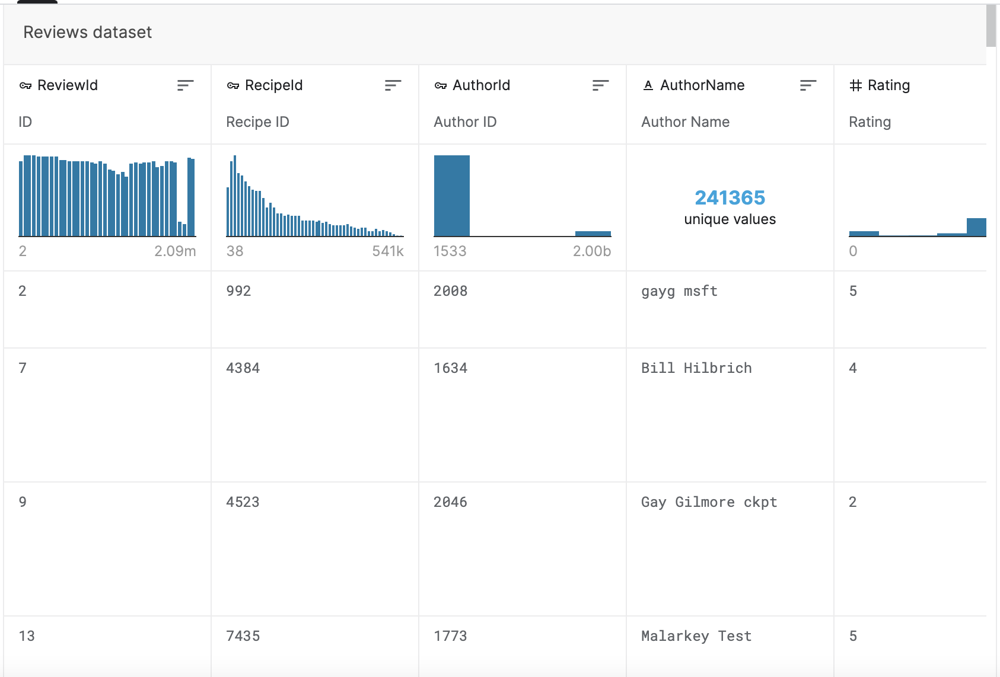 Reviews dataset
ReviewId RecipeId AuthorId AuthorName Rating
ID Recipe ID Author ID Author Name Rating
241365
unique values
2 2.09m 38 541k 1533 2.00b 0
2 992 2008 gayg msft 5
7 4384 1634 Bill Hilbrich 4
9 4523 2046 Gay Gilmore ckpt 2
13 7435 1773 Malarkey Test 5